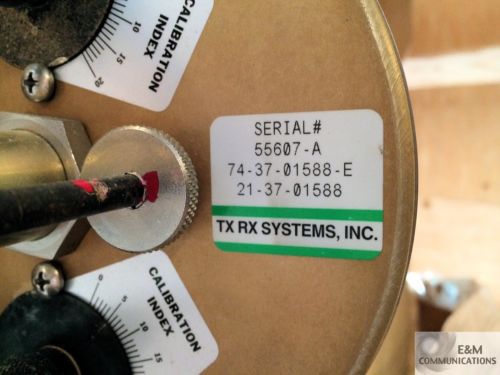 CALIBRATION
INDEX
10
15
20
SERIAL#
55607-A
74-37-01588-E
21-37-01588
TX RX SYSTEMS, INC.
CALIBRATION
INDEX
0
5
10
15
E&M
COMMUNICATIONS